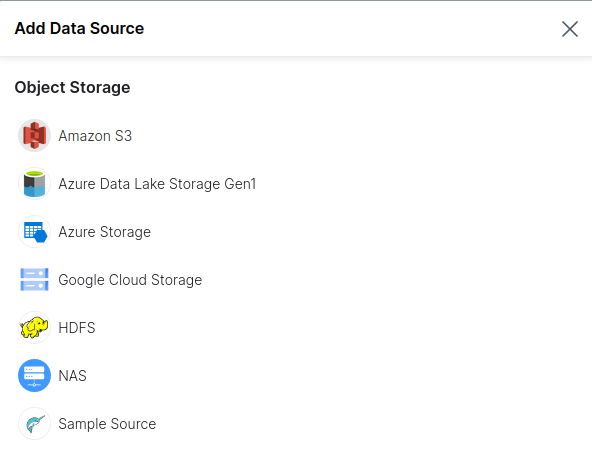 Add Data Source
Object Storage
Amazon S3
Azure Data Lake Storage Gen1
Azure Storage
Google Cloud Storage
HDFS
NAS
Sample Source